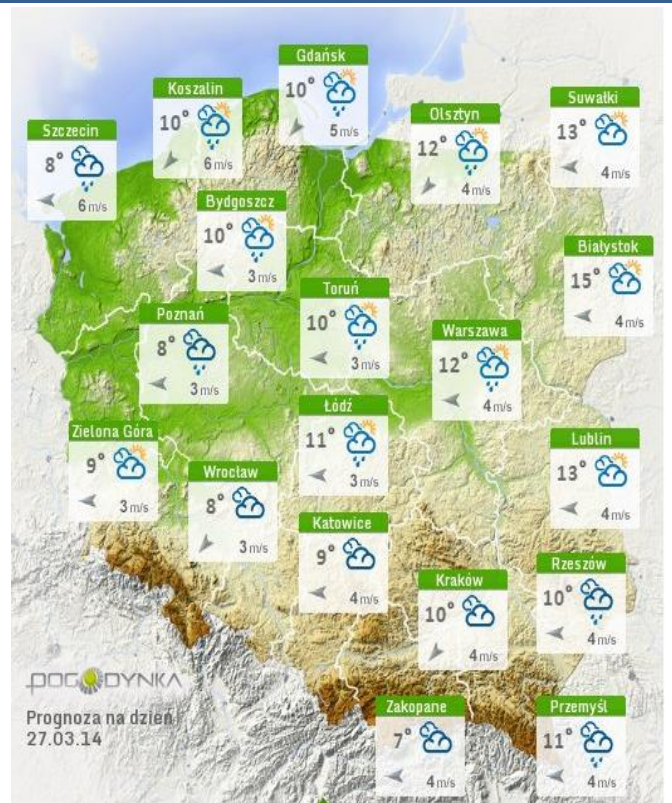 Gdańsk
10°
5 m/s
Koszalin
10°
6 m/s
Suwałki
13°
4 m/s
Olsztyn
12°
4 m/s
Szczecin
8°
6 m/s
Bydgoszcz
10°
3 m/s
Białystok
15°
4 m/s
Toruń
10°
3 m/s
Poznań
8°
3 m/s
Warszawa
12°
4 m/s
Łódź
11°
3 m/s
Zielona Góra
9°
3 m/s
Lublin
13°
4 m/s
Wrocław
8°
3 m/s
Katowice
9°
4 m/s
Rzeszów
10°
4 m/s
Kraków
10°
4 m/s
POGODYNKA
Prognoza na dzień
27.03.14
Zakopane
7°
4 m/s
Przemyśl
11°
4 m/s